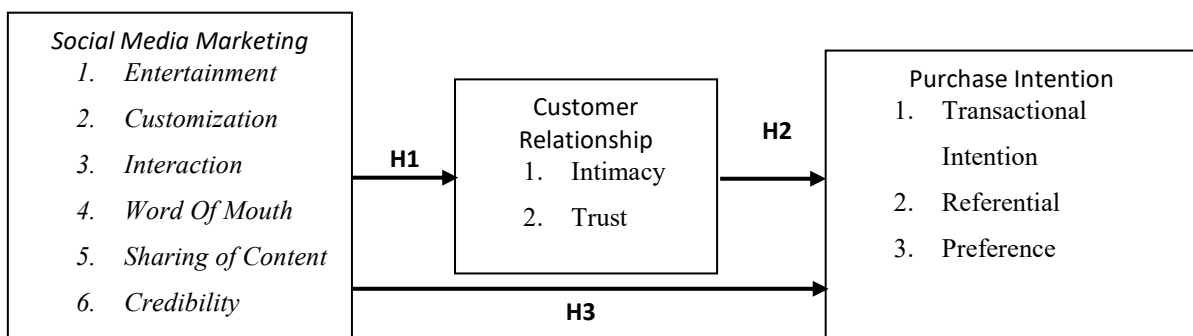 Social Media Marketing
1. Entertainment
2. Customization
3. Interaction
4. Word Of Mouth
5. Sharing of Content
6. Credibility
H1
Customer
Relationship
1. Intimacy
2. Trust
H2
Purchase Intention
1. Transactional
Intention
2. Referential
3. Preference
H3